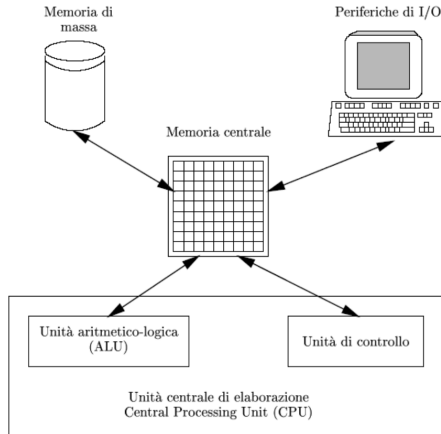 Memoria di
massa
Periferiche di I/O
Memoria centrale
Unità aritmetico-logica
(ALU)
Unità di controllo
Unità centrale di elaborazione
Central Processing Unit (CPU)